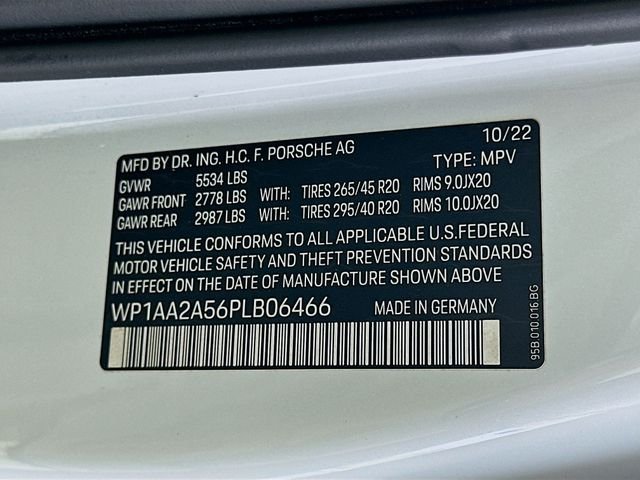 10/22
MFD BY DR. ING. H.C. F. PORSCHE AG
TYPE: MPV
GVWR 5534 LBS
GAWR FRONT 2778 LBS WITH: TIRES 265/45 R20 RIMS 9.0JX20
GAWR REAR 2987 LBS WITH: TIRES 295/40 R20 RIMS 10.0JX20
THIS VEHICLE CONFORMS TO ALL APPLICABLE U.S.FEDERAL
MOTOR VEHICLE SAFETY AND THEFT PREVENTION STANDARDS
IN EFFECT ON THE DATE OF MANUFACTURE SHOWN ABOVE
WP1AA2A56PLB06466
95B.010.016.BG